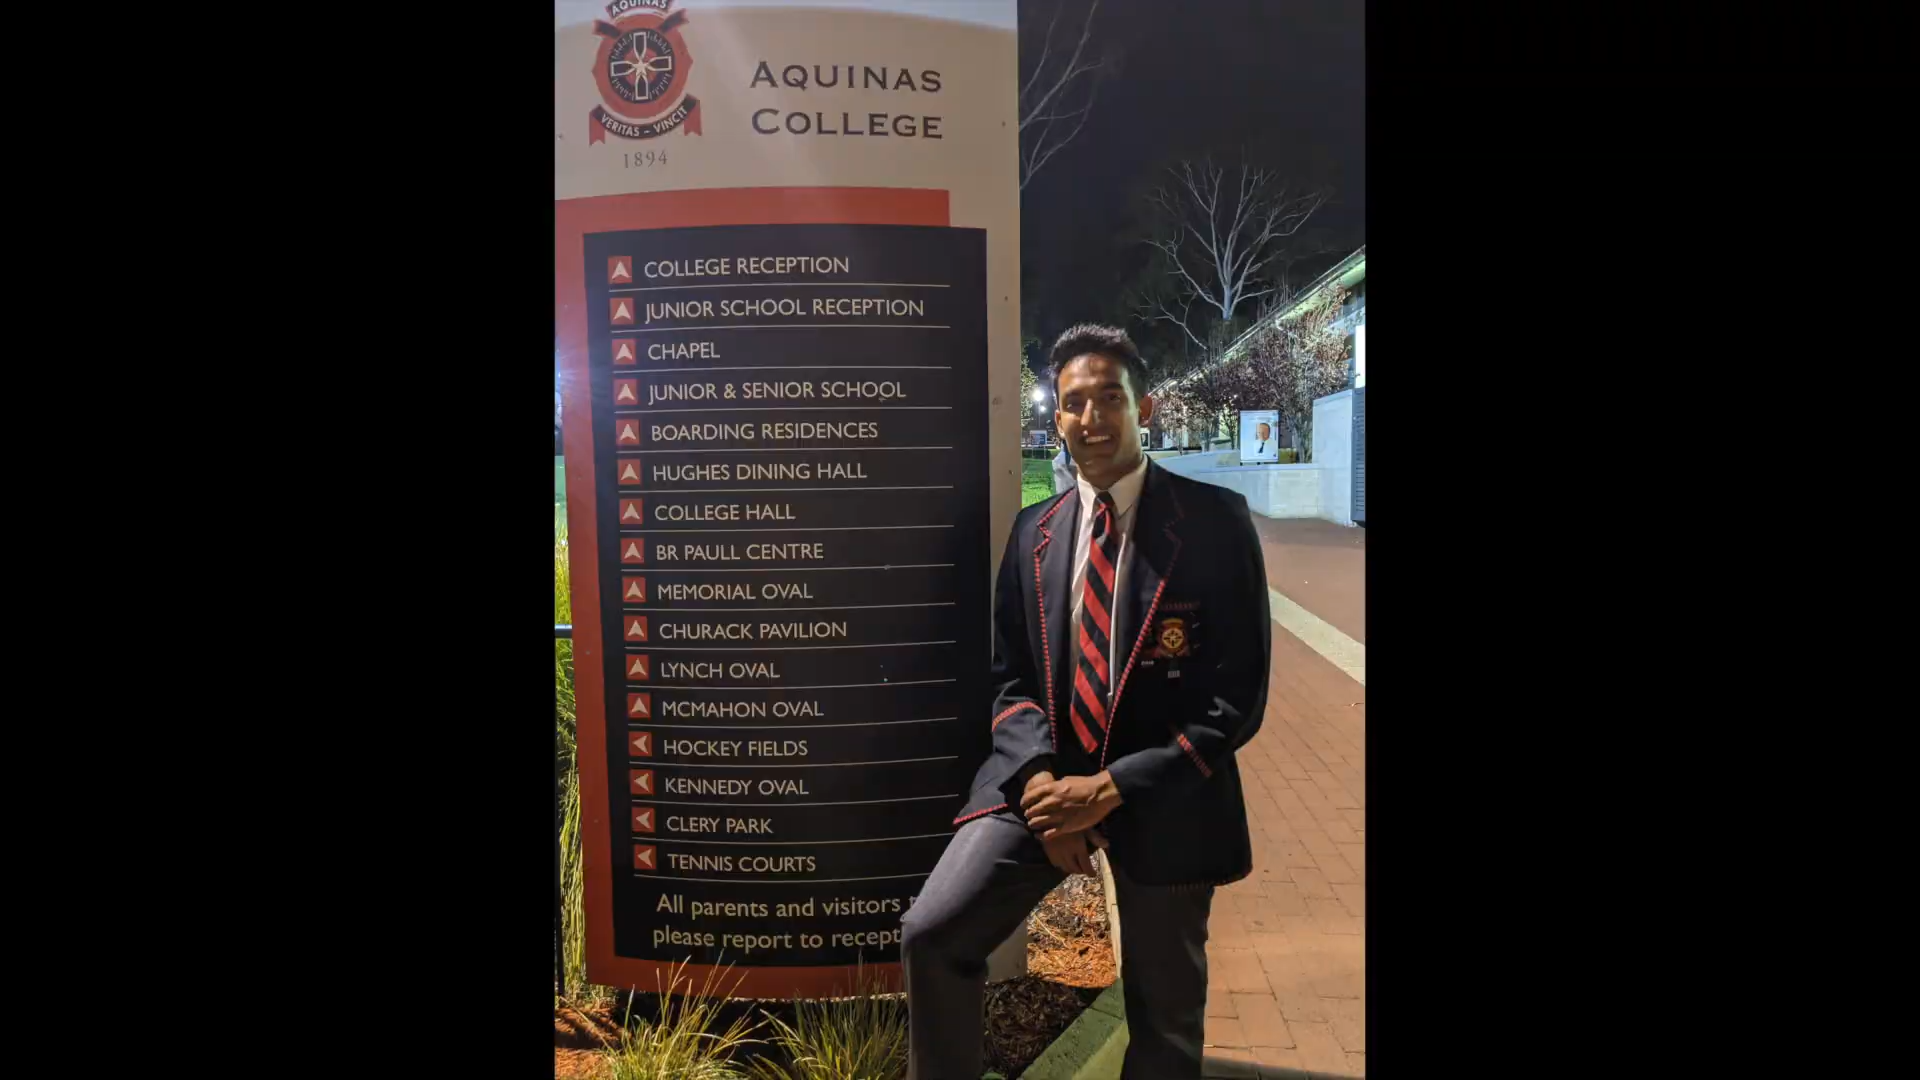 AQUINAS
VERITAS - VINCIT
1894
AQUINAS
COLLEGE
COLLEGE RECEPTION
JUNIOR SCHOOL RECEPTION
CHAPEL
JUNIOR & SENIOR SCHOOL
BOARDING RESIDENCES
HUGHES DINING HALL
COLLEGE HALL
BR PAULL CENTRE
MEMORIAL OVAL
CHURACK PAVILION
LYNCH OVAL
MCMAHON OVAL
HOCKEY FIELDS
KENNEDY OVAL
CLERY PARK
TENNIS COURTS
All parents and visitors
please report to recept